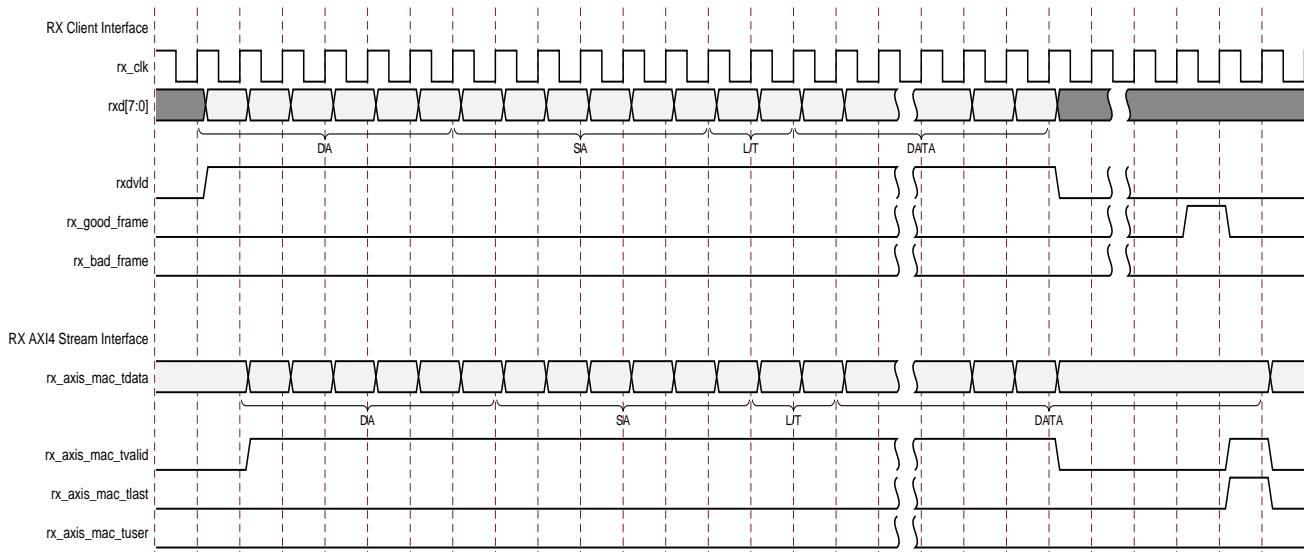 RX Client Interface
rx_clk
rxd[7:0]
DA SA L/T DATA
rxdvld
rx_good_frame
rx_bad_frame
RX AXI4 Stream Interface
rx_axis_mac_tdata
DA SA L/T DATA
rx_axis_mac_tvalid
rx_axis_mac_tlast
rx_axis_mac_tuser